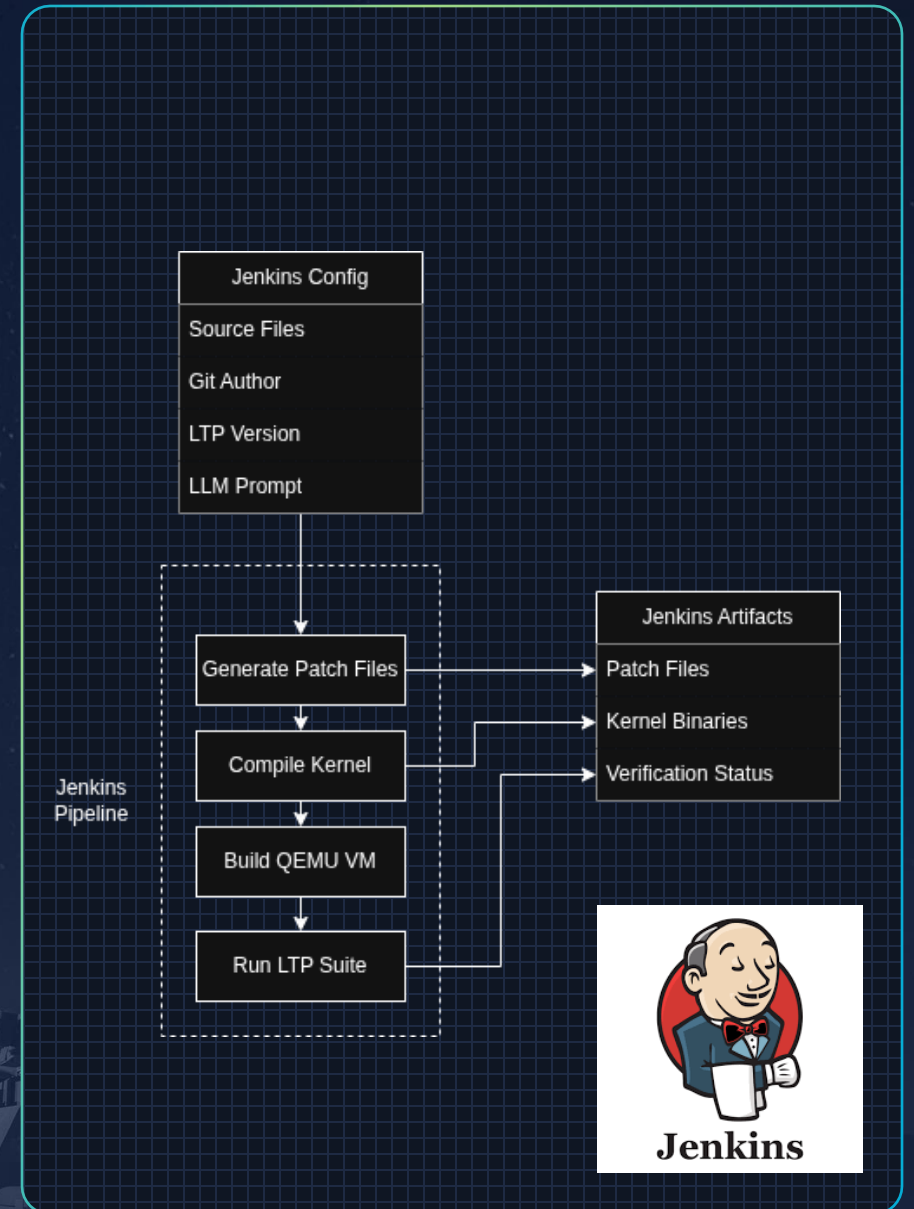 Jenkins Config
Source Files
Git Author
LTP Version
LLM Prompt
Jenkins
Pipeline
Generate Patch Files
Compile Kernel
Build QEMU VM
Run LTP Suite
Jenkins Artifacts
Patch Files
Kernel Binaries
Verification Status
Jenkins